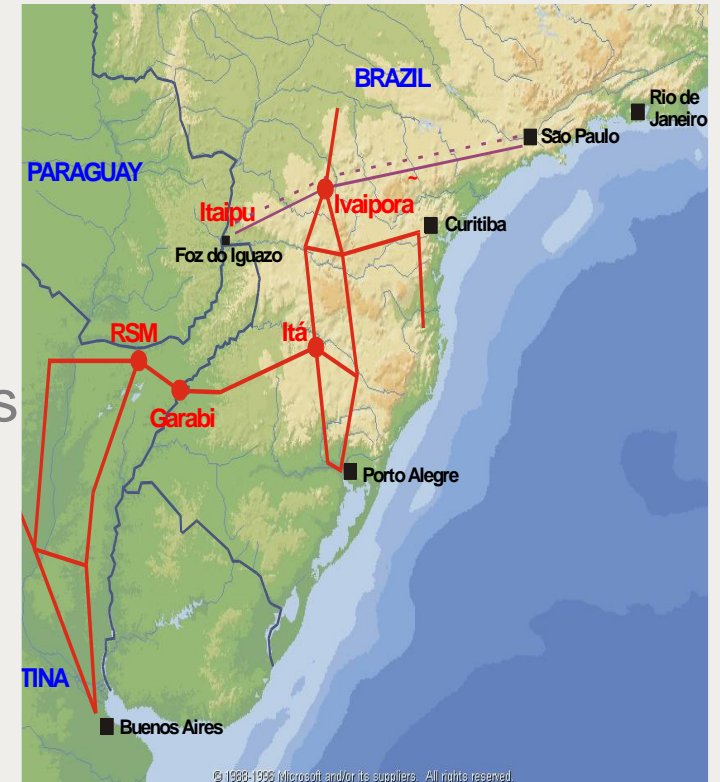 BRAZIL
Rio de
Janeiro
São Paulo
PARAGUAY
~
Itaipu
Ivaipora
Curitiba
Foz do Iguazo
RSM
Itá
S
Garabi
Porto Alegre
TINA
Buenos Aires
© 1988-1996 Microsoft and/or its suppliers. All rights reserved.